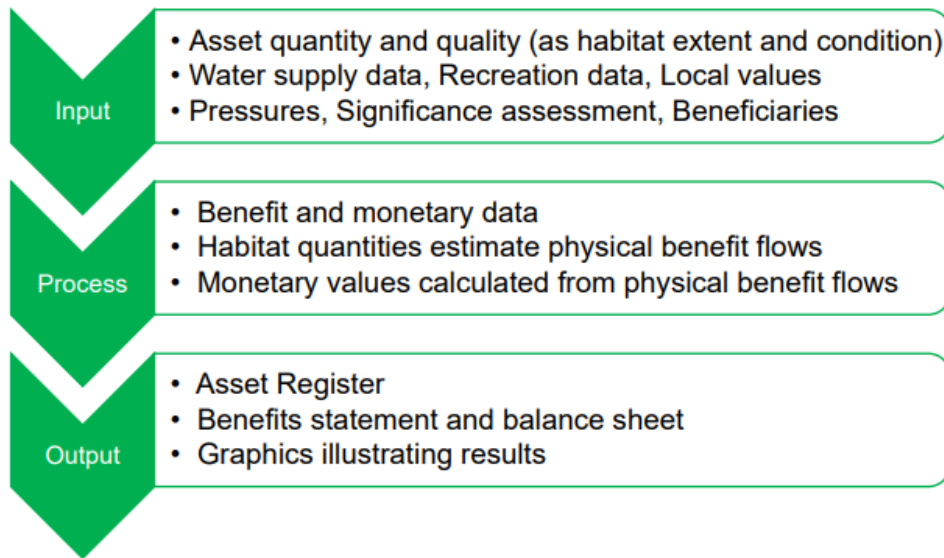 Input
• Asset quantity and quality (as habitat extent and condition)
• Water supply data, Recreation data, Local values
• Pressures, Significance assessment, Beneficiaries
Process
• Benefit and monetary data
• Habitat quantities estimate physical benefit flows
• Monetary values calculated from physical benefit flows
Output
• Asset Register
• Benefits statement and balance sheet
• Graphics illustrating results